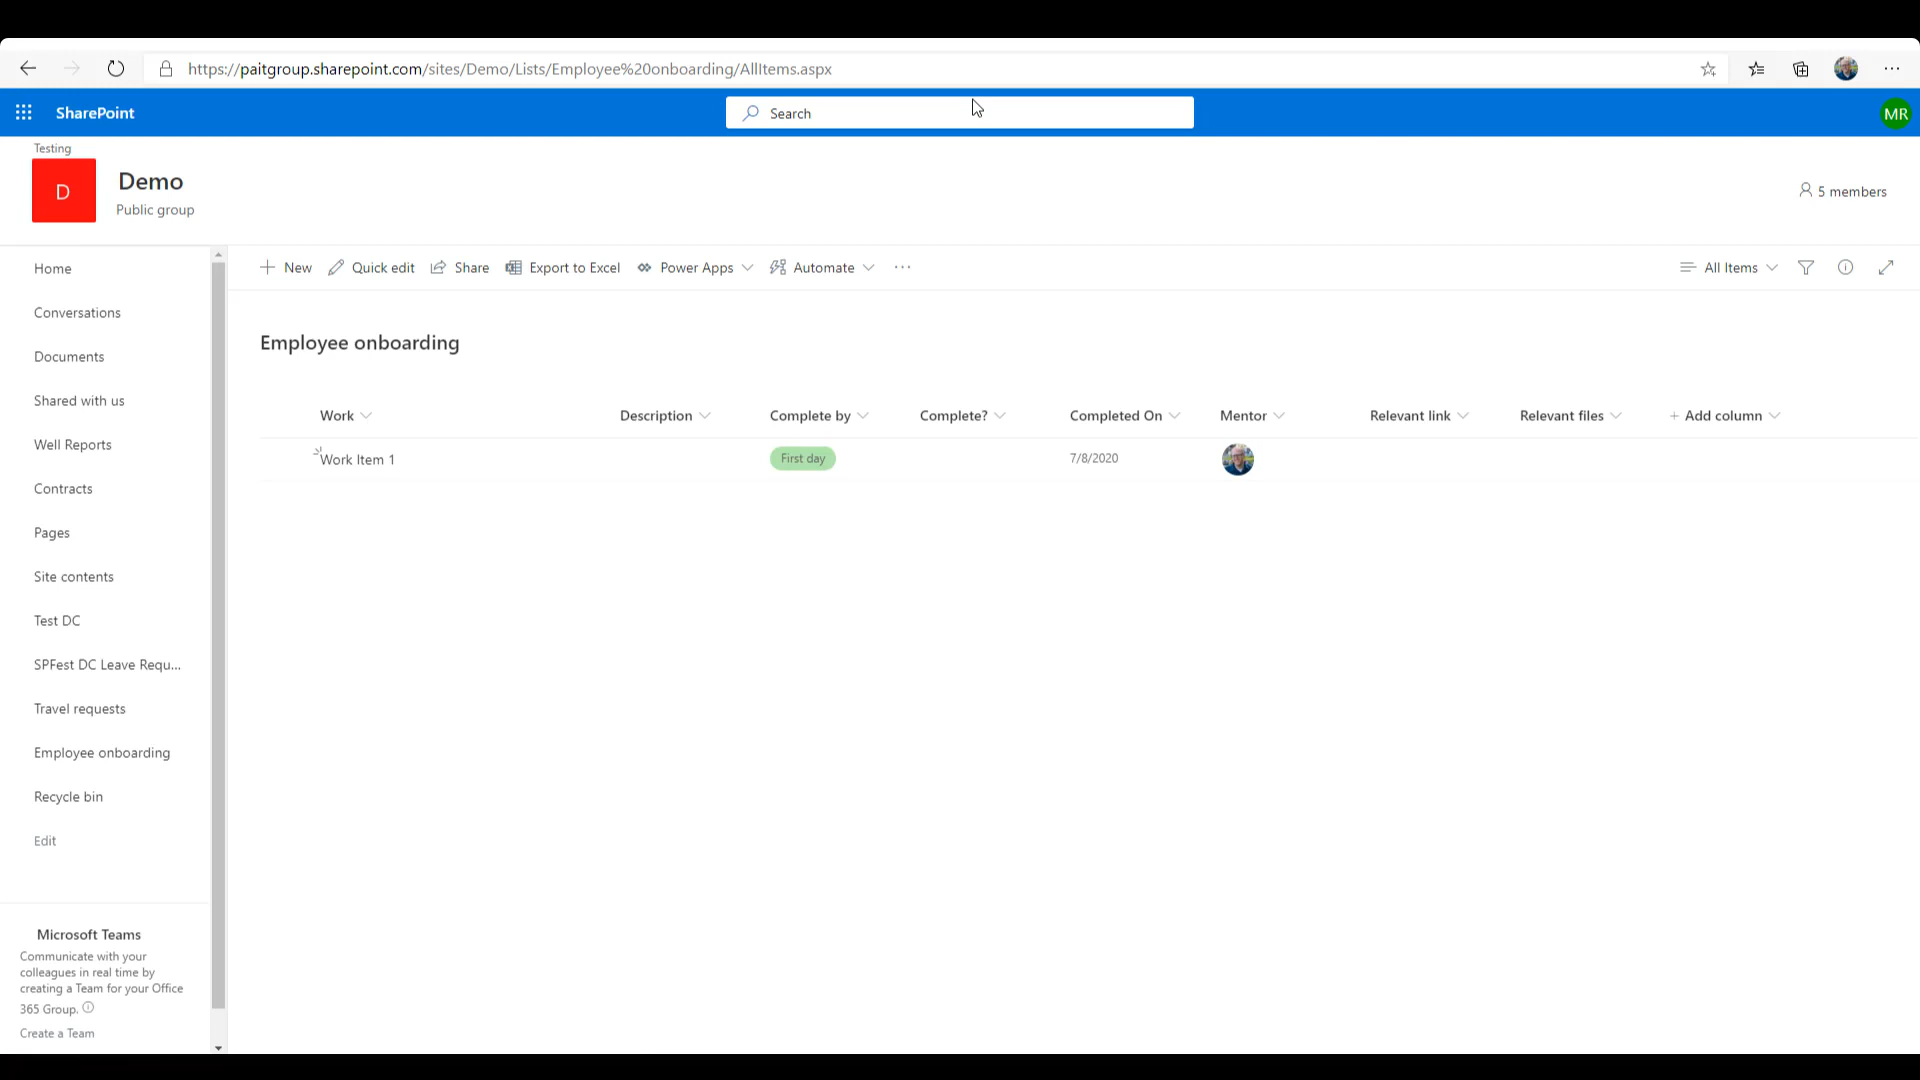 https://paitgroup.sharepoint.com/sites/Demo/Lists/Employee%20onboarding/AllItems.aspx
SharePoint
Search
MR
Testing
D
Demo
Public group
5 members
Home
Conversations
Documents
Shared with us
Well Reports
Contracts
Pages
Site contents
Test DC
SPFest DC Leave Requ...
Travel requests
Employee onboarding
Recycle bin
Edit
Microsoft Teams
Communicate with your
colleagues in real time by
creating a Team for your Office
365 Group.
Create a Team
New Quick edit Share Export to Excel Power Apps Automate ··· All Items
Employee onboarding
Work Description Complete by Complete? Completed On Mentor Relevant link Relevant files + Add column
Work Item 1 First day 7/8/2020